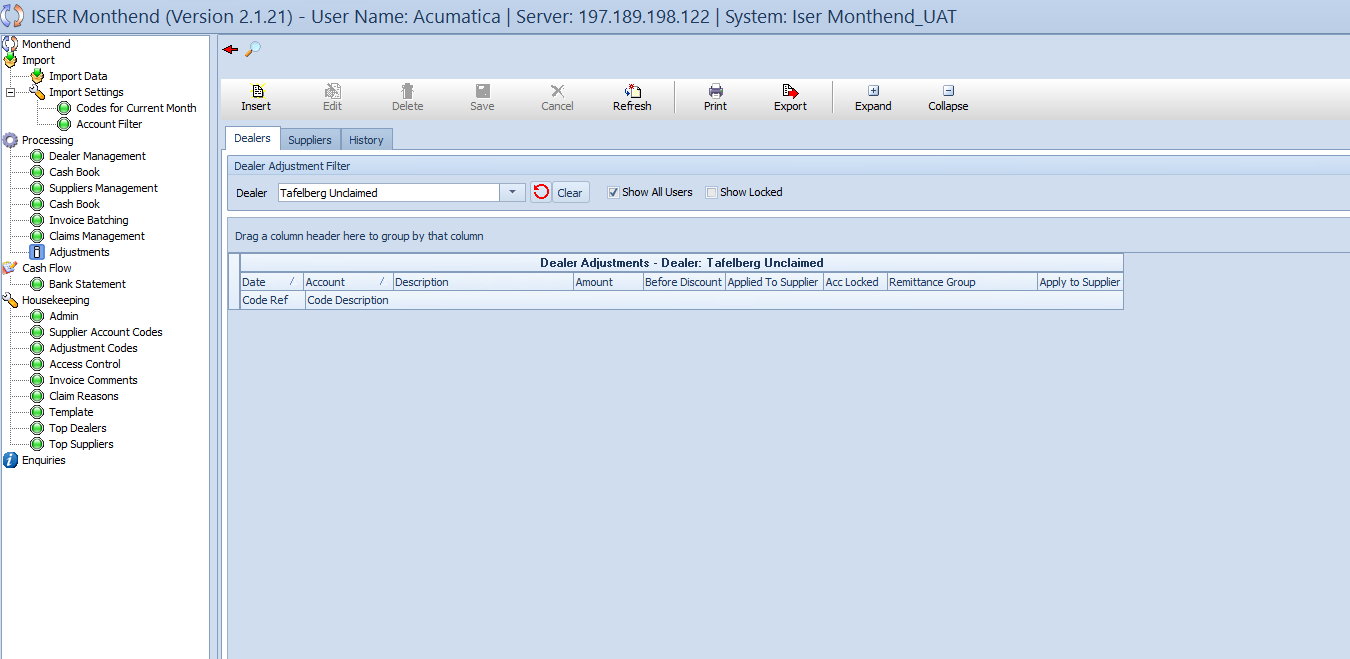 ISER Monthend (Version 2.1.21) - User Name: Acumatica | Server: 197.189.198.122 | System: Iser Monthend_UAT
Monthend
Import
Import Data
Import Settings
Codes for Current Month
Account Filter
Processing
Dealer Management
Cash Book
Suppliers Management
Cash Book
Invoice Batching
Claims Management
Adjustments
Cash Flow
Bank Statement
Housekeeping
Admin
Supplier Account Codes
Adjustment Codes
Access Control
Invoice Comments
Claim Reasons
Template
Top Dealers
Top Suppliers
Enquiries
Insert Edit Delete Save Cancel Refresh Print Export Expand Collapse
Dealers Suppliers History
Dealer Adjustment Filter
Dealer Tafelberg Unclaimed Clear Show All Users Show Locked
Drag a column header here to group by that column
Dealer Adjustments - Dealer: Tafelberg Unclaimed
Date Account Description Amount Before Discount Applied To Supplier Acc Locked Remittance Group Apply to Supplier
Code Ref Code Description